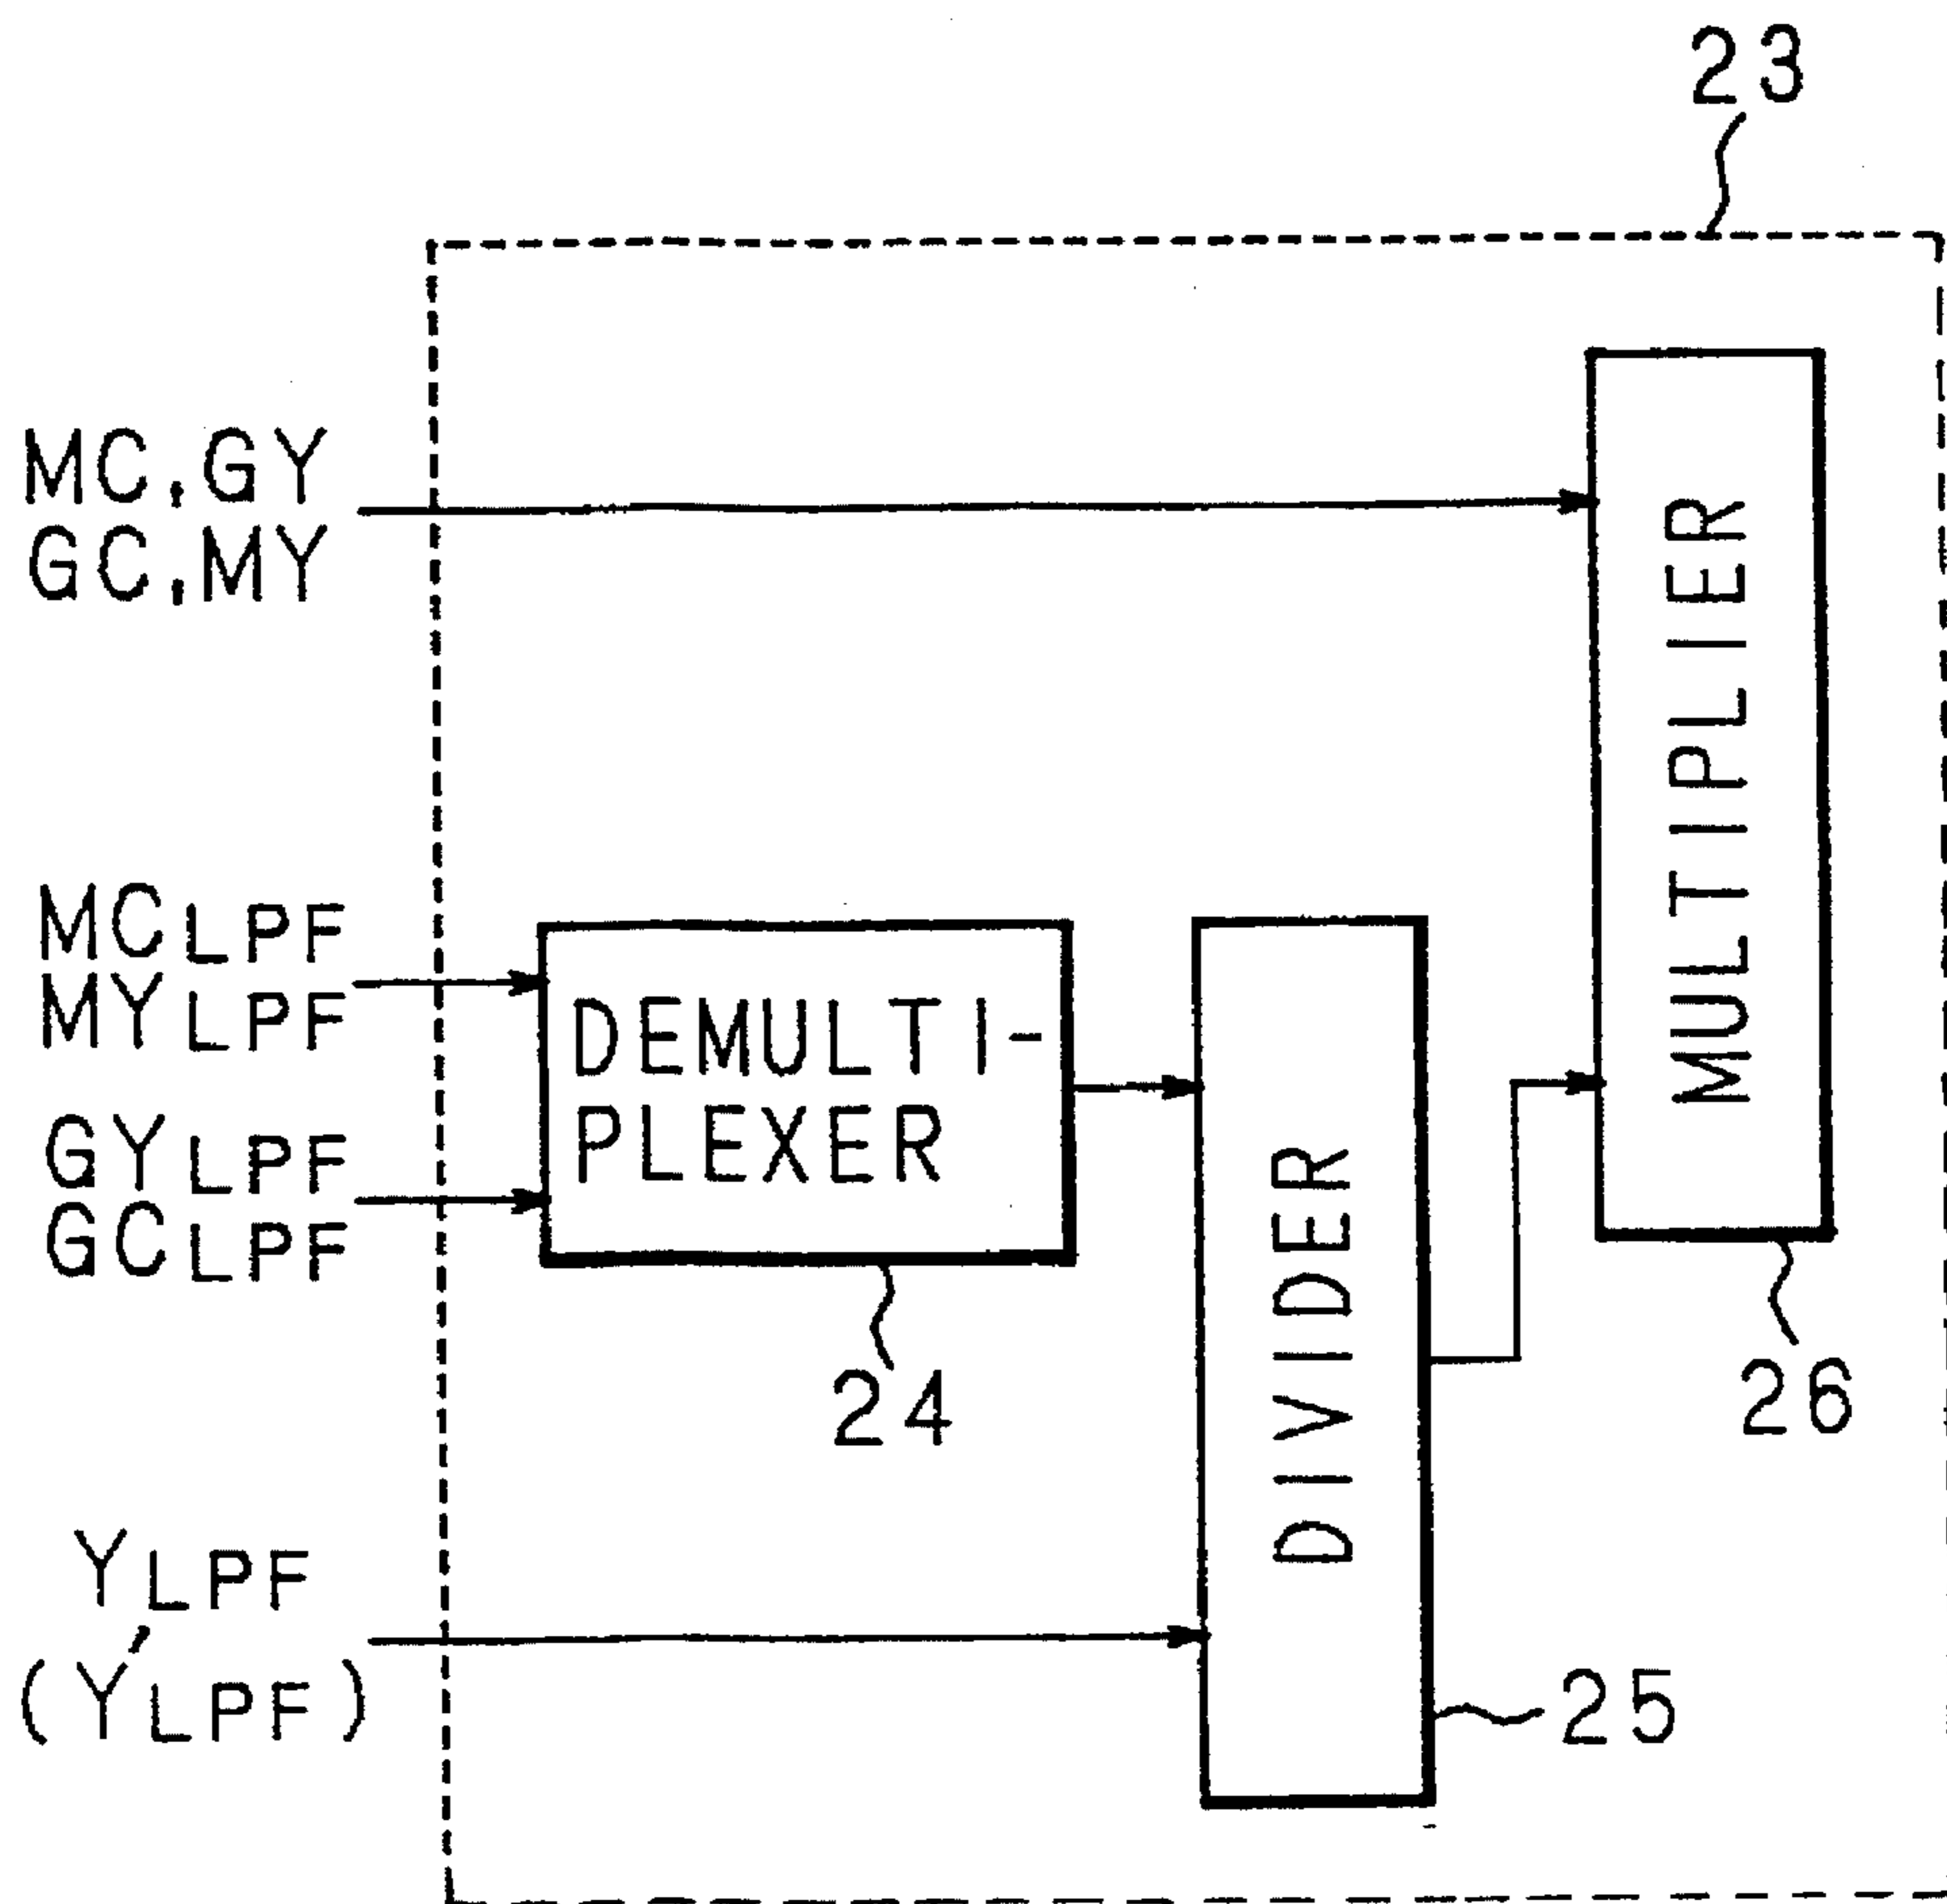 23
MC,GY
GC,MY
MULTIPLIER
MCLPF
MYLPF
DEMULTI-
PLEXER
GYLPF
GCLPF
DIVIDER
24
26
YLPF
(Y'LPF)
25